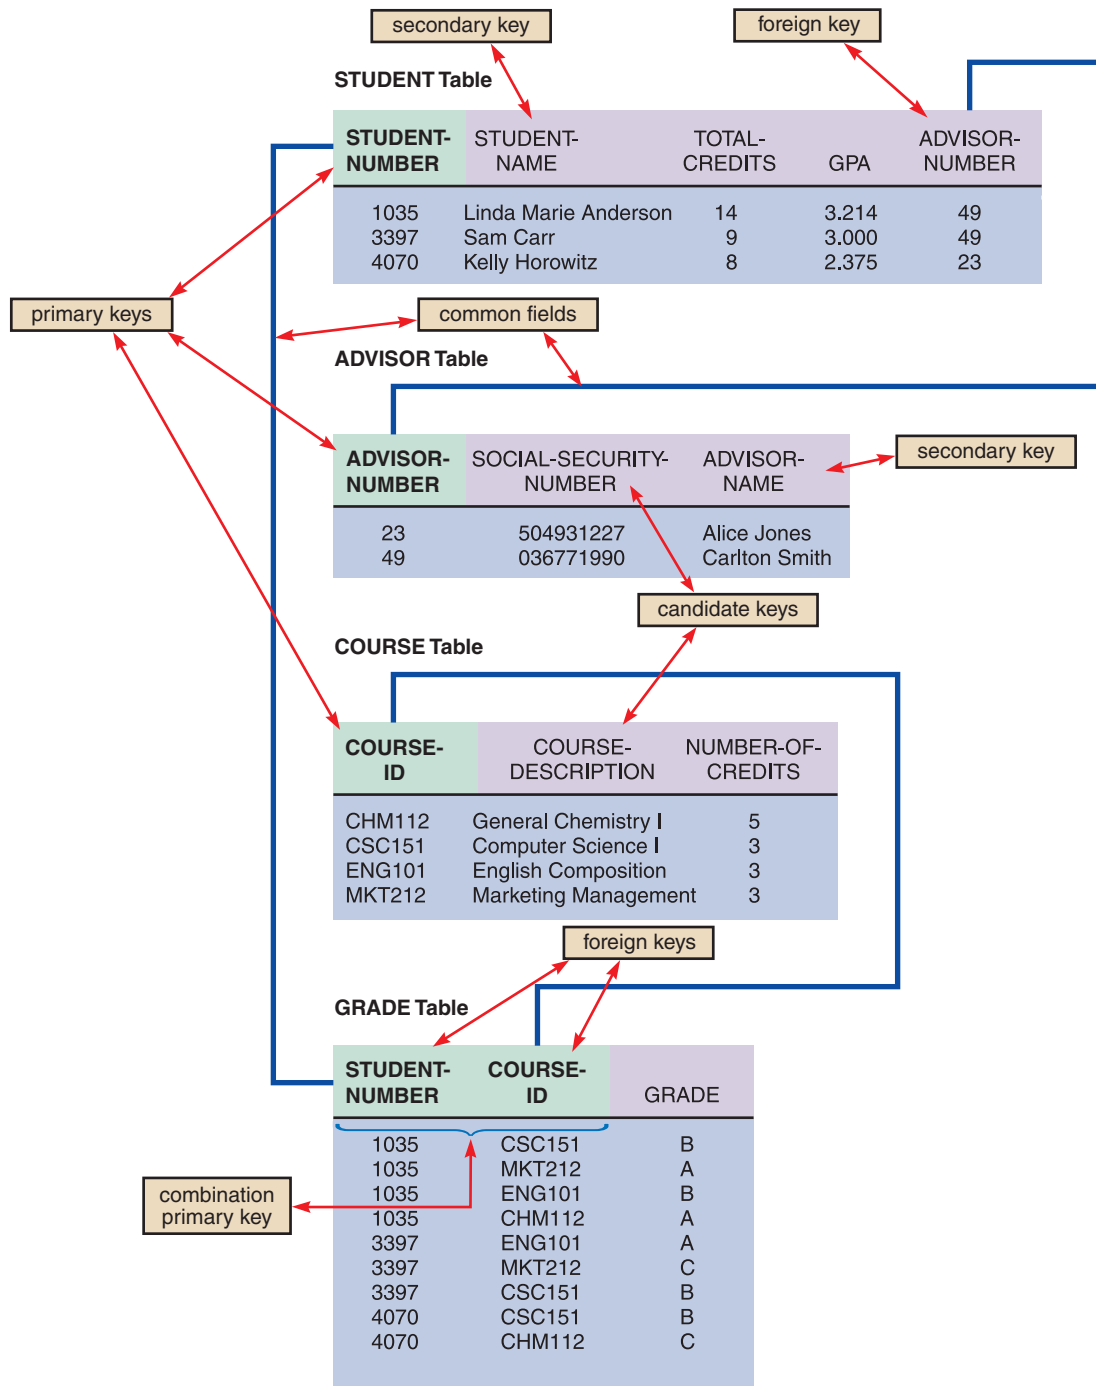 secondary key
foreign key
STUDENT Table
STUDENT- STUDENT- TOTAL- ADVISOR-
NUMBER NAME CREDITS GPA NUMBER
1035 Linda Marie Anderson 14 3.214 49
3397 Sam Carr 9 3.000 49
4070 Kelly Horowitz 8 2.375 23
primary keys
common fields
ADVISOR Table
ADVISOR- SOCIAL-SECURITY- ADVISOR-
NUMBER NUMBER NAME
secondary key
23 504931227 Alice Jones
49 036771990 Carlton Smith
candidate keys
COURSE Table
COURSE- COURSE- NUMBER-OF-
ID DESCRIPTION CREDITS
CHM112 General Chemistry I 5
CSC151 Computer Science I 3
ENG101 English Composition 3
MKT212 Marketing Management 3
foreign keys
GRADE Table
STUDENT- COURSE-
NUMBER ID GRADE
1035 CSC151 B
1035 MKT212 A
1035 ENG101 B
1035 CHM112 A
3397 ENG101 A
3397 MKT212 C
3397 CSC151 B
4070 CSC151 B
4070 CHM112 C
combination
primary key